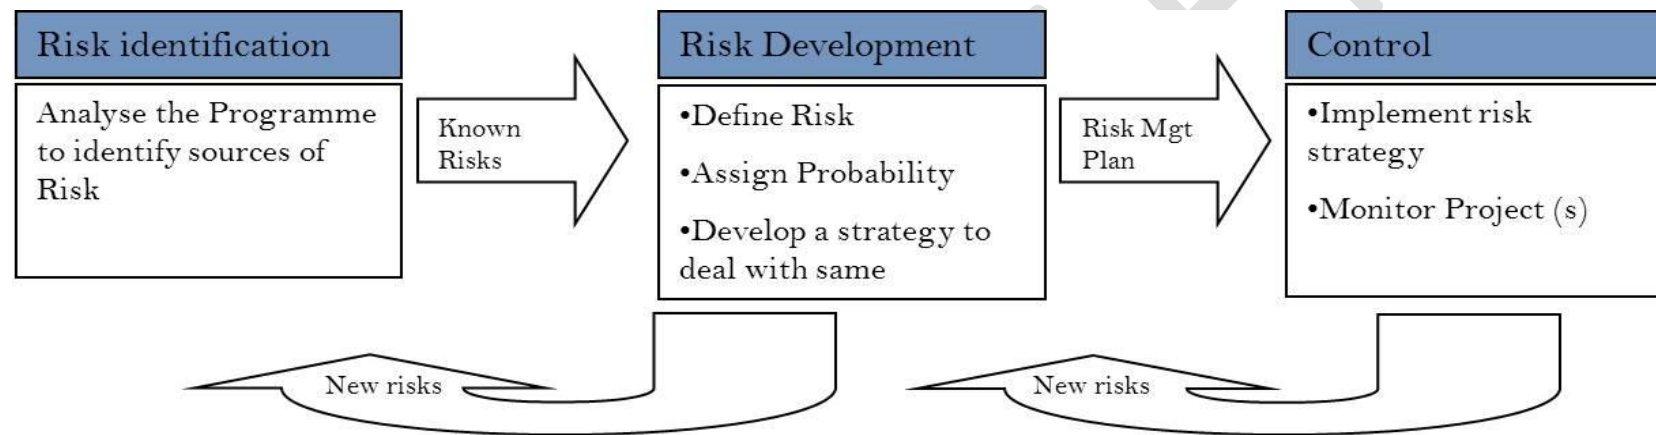 Risk identification
Analyse the Programme
to identify sources of
Risk
Known
Risks
Risk Development
•Define Risk
•Assign Probability
•Develop a strategy to
deal with same
Risk Mgt
Plan
Control
•Implement risk
strategy
•Monitor Project (s)
New risks
New risks